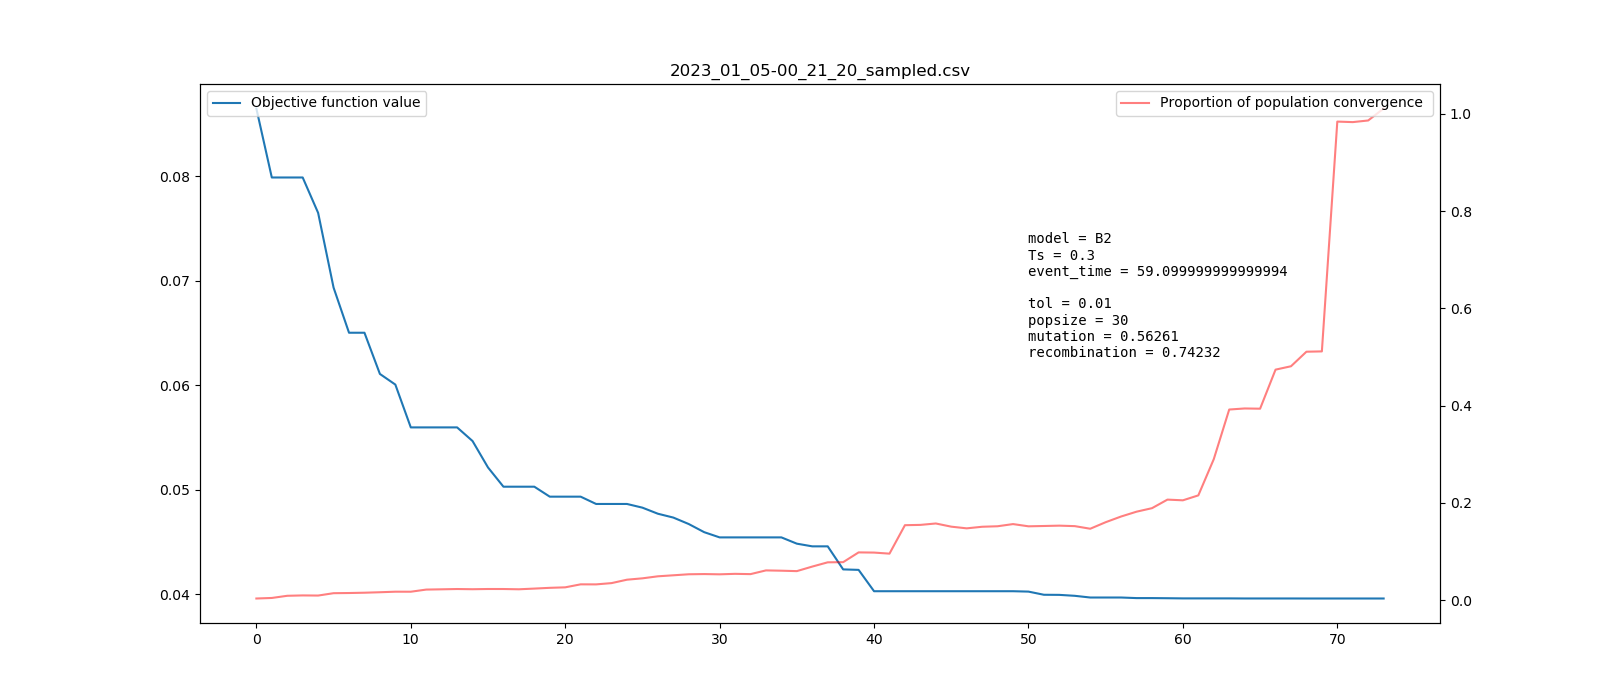 2023_01_05-00_21_20_sampled.csv
Objective function value
Proportion of population convergence
0.08
0.07
0.06
0.05
0.04
1.0
0.8
0.6
0.4
0.2
0.0
model = B2
Ts = 0.3
event_time = 59.099999999999994
tol = 0.01
popsize = 30
mutation = 0.56261
recombination = 0.74232
0 10 20 30 40 50 60 70